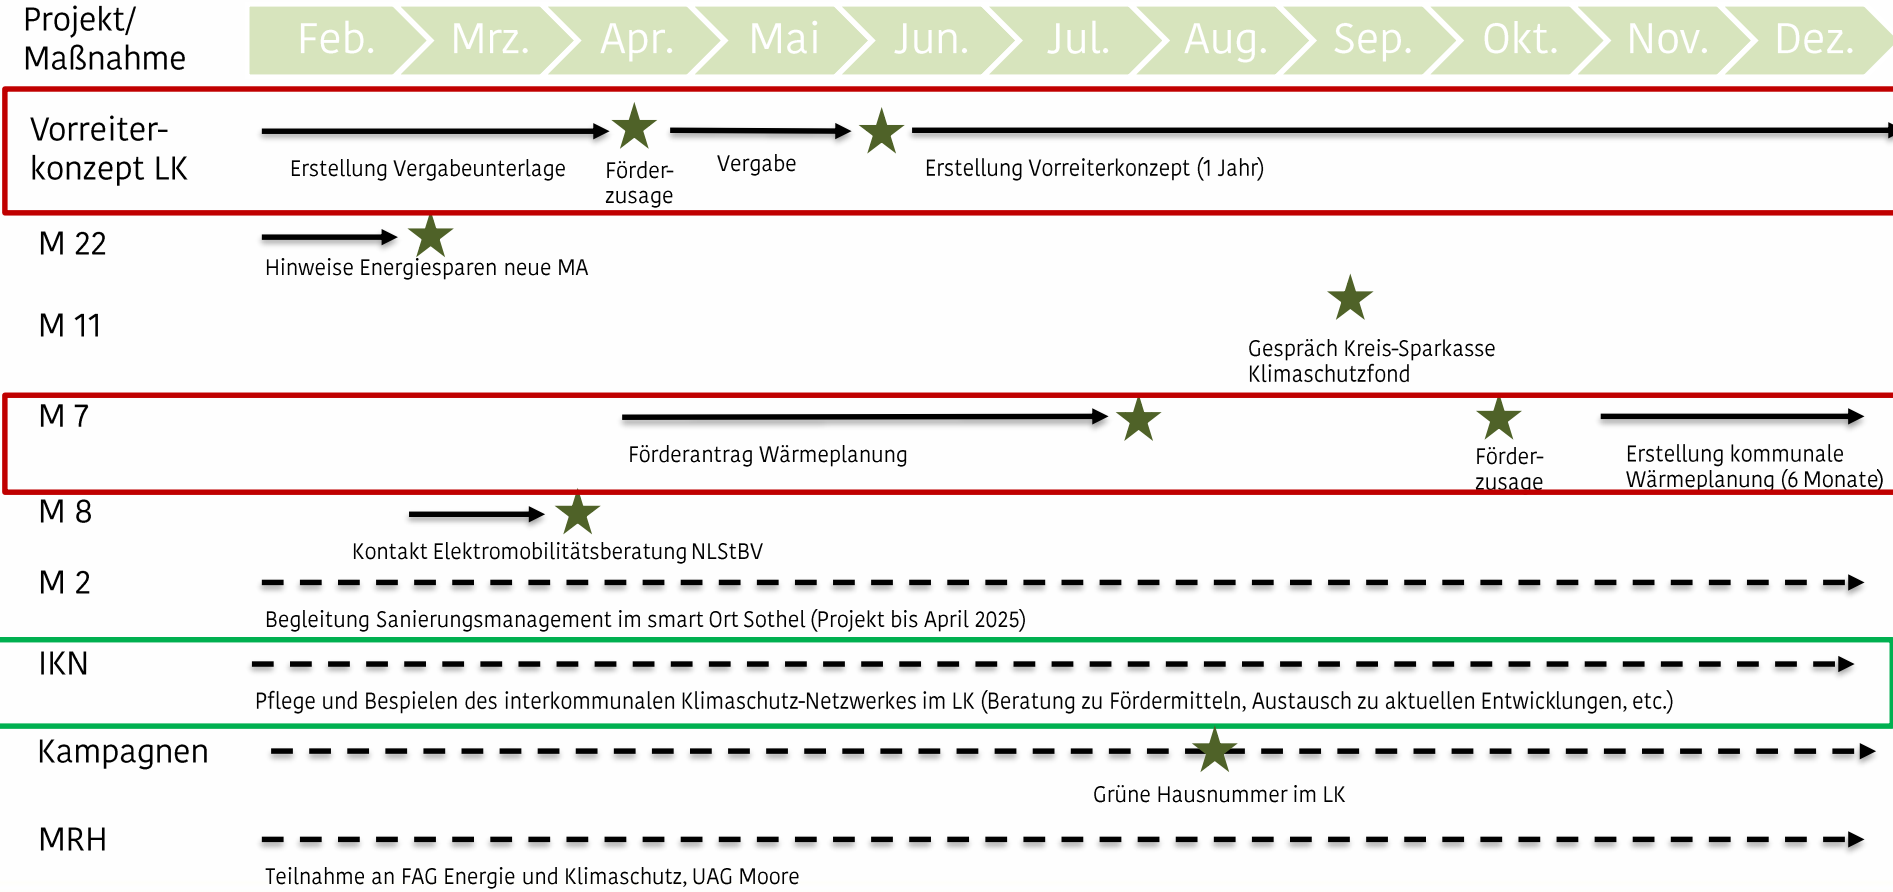 Projekt/
Maßnahme
Feb. Mrz. Apr. Mai Jun. Jul. Aug. Sep. Okt. Nov. Dez.
Vorreiter-
konzept LK
Erstellung Vergabeunterlage
Förder-
zusage
Vergabe
Erstellung Vorreiterkonzept (1 Jahr)
M 22
Hinweise Energiesparen neue MA
M 11
Gespräch Kreis-Sparkasse
Klimaschutzfond
M 7
Förderantrag Wärmeplanung
Förder-
zusage
Erstellung kommunale
Wärmeplanung (6 Monate)
M 8
Kontakt Elektromobilitätsberatung NLStBV
M 2
Begleitung Sanierungsmanagement im smart Ort Sothel (Projekt bis April 2025)
IKN
Pflege und Bespielen des interkommunalen Klimaschutz-Netzwerkes im LK (Beratung zu Fördermitteln, Austausch zu aktuellen Entwicklungen, etc.)
Kampagnen
Grüne Hausnummer im LK
MRH
Teilnahme an FAG Energie und Klimaschutz, UAG Moore